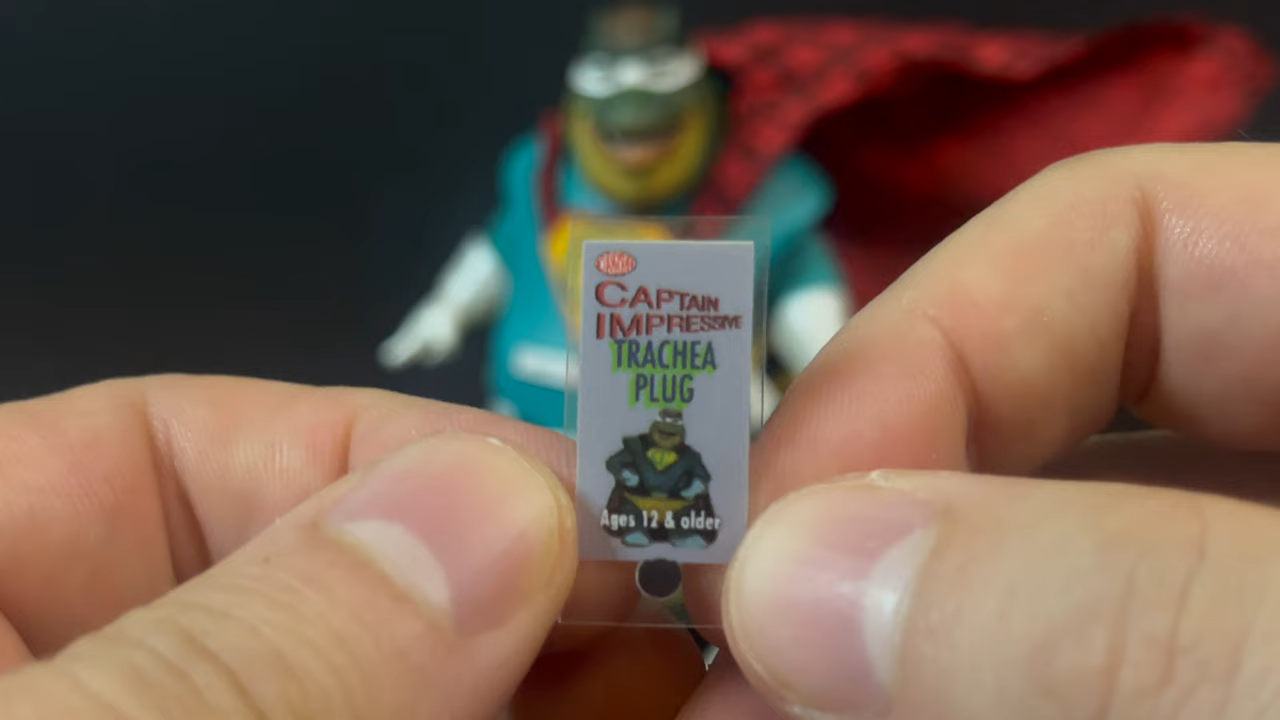 CAPTAIN
IMPRESSIVE
TRACHEA
PLUG
Ages 12 & older